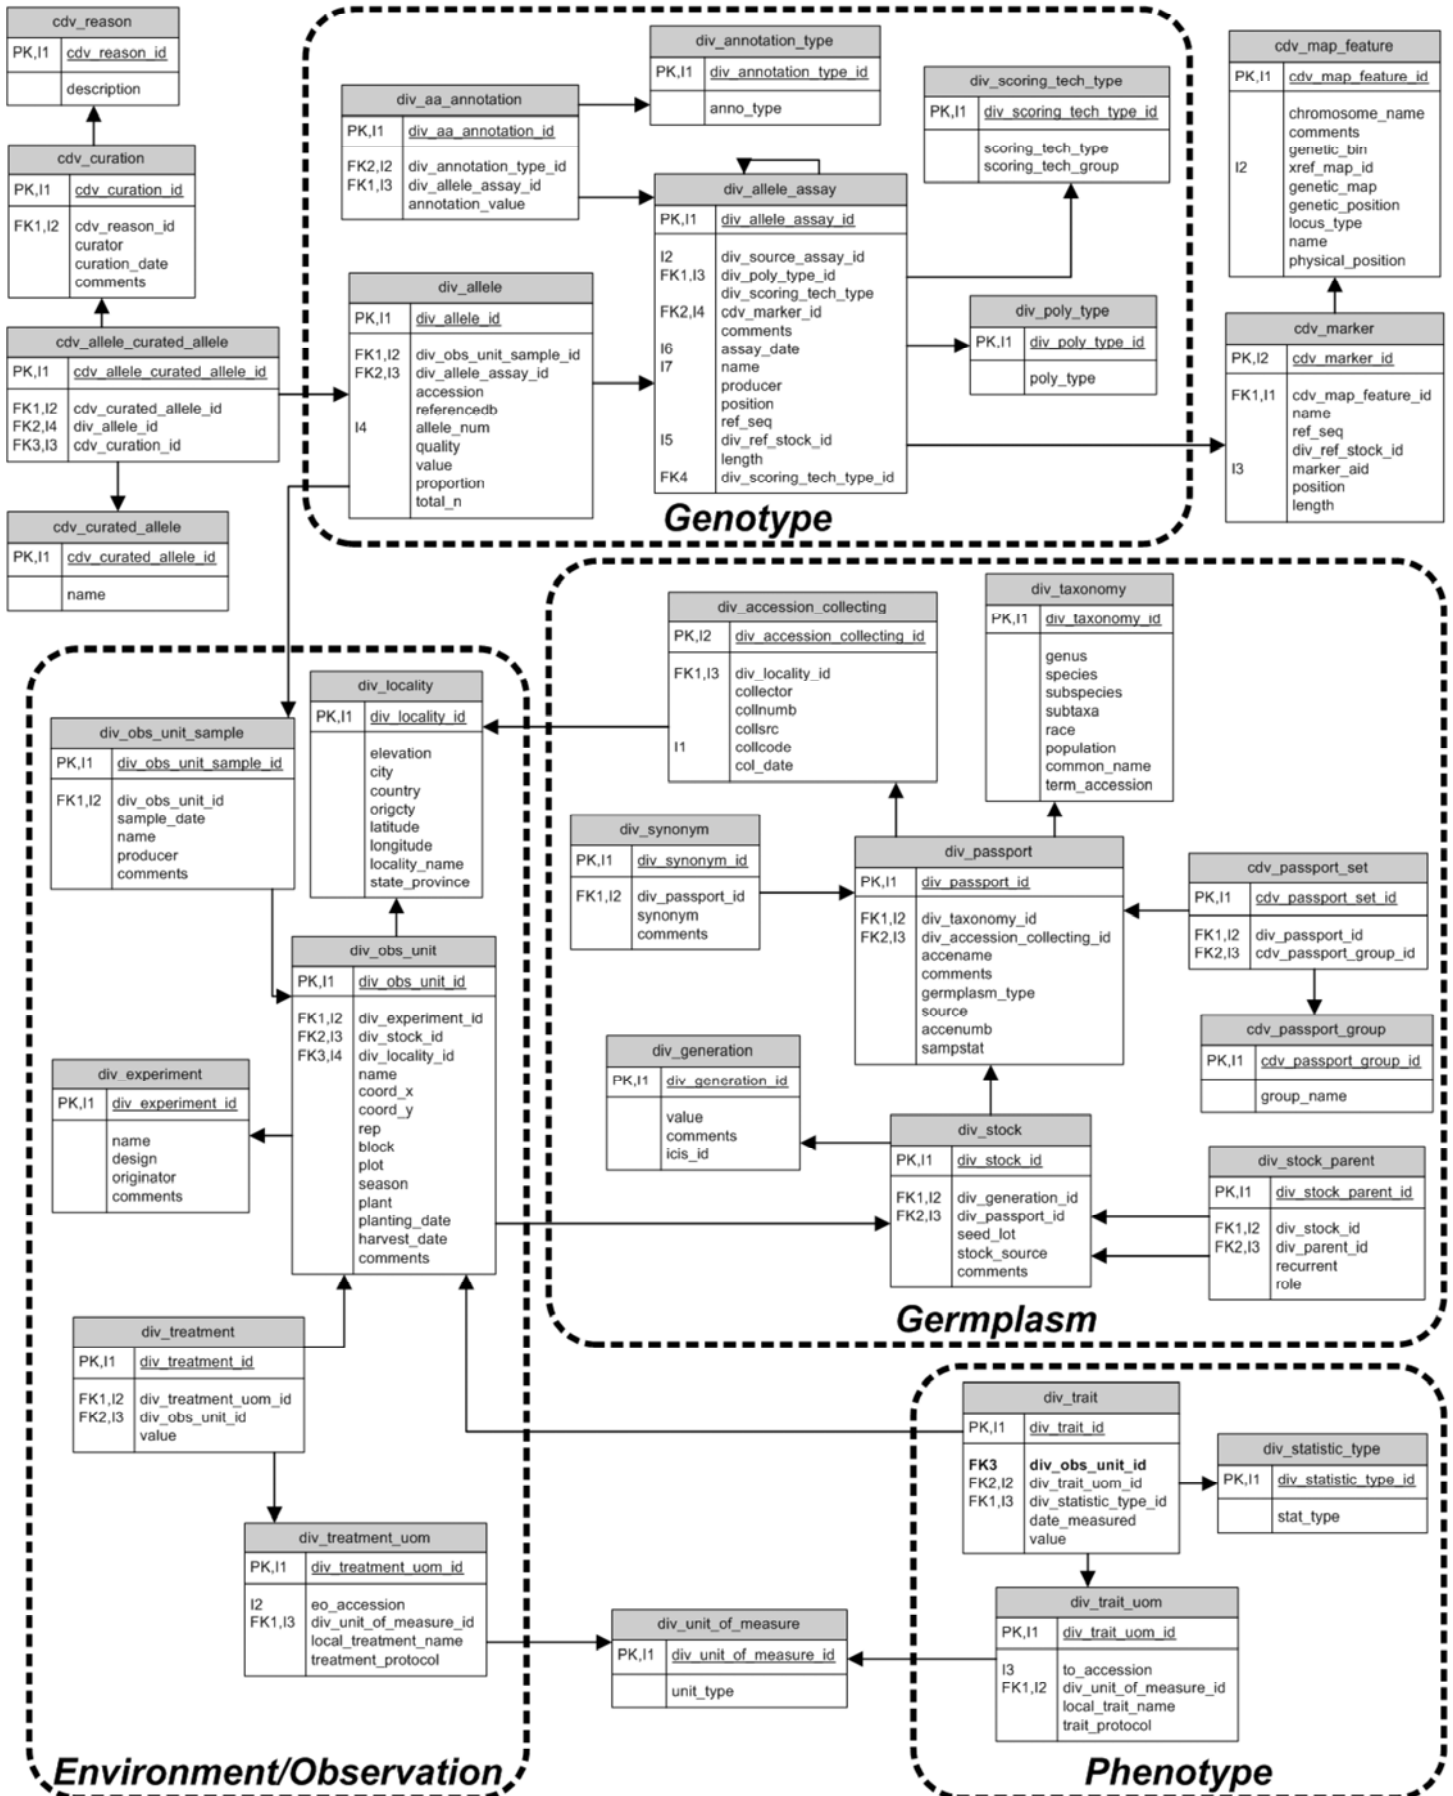 cdv_reason
PK,I1 cdv_reason_id
description
cdv_curation
PK,I1 cdv_curation_id
FK1,I2 cdv_reason_id
curator
curation_date
comments
cdv_allele_curated_allele
PK,I1 cdv_allele_curated_allele_id
FK1,I2 cdv_curated_allele_id
FK2,I4 div_allele_id
FK3,I3 cdv_curation_id
cdv_curated_allele
PK,I1 cdv_curated_allele_id
name
div_annotation_type
PK,I1 div_annotation_type_id
anno_type
div_aa_annotation
PK,I1 div_aa_annotation_id
FK2,I2 div_annotation_type_id
FK1,I3 div_allele_assay_id
annotation_value
div_scoring_tech_type
PK,I1 div_scoring_tech_type_id
scoring_tech_type
scoring_tech_group
div_allele_assay
PK,I1 div_allele_assay_id
I2 div_source_assay_id
FK1,I3 div_poly_type_id
div_scoring_tech_type
FK2,I4 cdv_marker_id
comments
I6 assay_date
I7 name
producer
position
ref_seq
I5 div_ref_stock_id
length
FK4 div_scoring_tech_type_id
div_allele
PK,I1 div_allele_id
FK1,I2 div_obs_unit_sample_id
FK2,I3 div_allele_assay_id
accession
referencedb
I4 allele_num
quality
value
proportion
total_n
div_poly_type
PK,I1 div_poly_type_id
poly_type
Genotype
cdv_map_feature
PK,I1 cdv_map_feature_id
chromosome_name
comments
genetic_bin
I2 xref_map_id
genetic_map
genetic_position
locus_type
name
physical_position
cdv_marker
PK,I2 cdv_marker_id
FK1,I1 cdv_map_feature_id
name
ref_seq
div_ref_stock_id
I3 marker_aid
position
length
div_accession_collecting
PK,I2 div_accession_collecting_id
FK1,I3 div_locality_id
collector
collnumb
collsrc
I1 collcode
col_date
div_taxonomy
PK,I1 div_taxonomy_id
genus
species
subspecies
subtaxa
race
population
common_name
term_accession
div_synonym
PK,I1 div_synonym_id
FK1,I2 div_passport_id
synonym
comments
div_passport
PK,I1 div_passport_id
FK1,I2 div_taxonomy_id
FK2,I3 div_accession_collecting_id
accename
comments
germplasm_type
source
accenumb
sampstat
cdv_passport_set
PK,I1 cdv_passport_set_id
FK1,I2 div_passport_id
FK2,I3 cdv_passport_group_id
cdv_passport_group
PK,I1 cdv_passport_group_id
group_name
div_generation
PK,I1 div_generation_id
value
comments
icis_id
div_stock
PK,I1 div_stock_id
FK1,I2 div_generation_id
FK2,I3 div_passport_id
seed_lot
stock_source
comments
div_stock_parent
PK,I1 div_stock_parent_id
FK1,I2 div_stock_id
FK2,I3 div_parent_id
recurrent
role
Germplasm
div_locality
PK,I1 div_locality_id
elevation
city
country
origcty
latitude
longitude
locality_name
state_province
div_obs_unit_sample
PK,I1 div_obs_unit_sample_id
FK1,I2 div_obs_unit_id
sample_date
name
producer
comments
div_obs_unit
PK,I1 div_obs_unit_id
FK1,I2 div_experiment_id
FK2,I3 div_stock_id
FK3,I4 div_locality_id
name
coord_x
coord_y
rep
block
plot
season
plant
planting_date
harvest_date
comments
div_experiment
PK,I1 div_experiment_id
name
design
originator
comments
div_treatment
PK,I1 div_treatment_id
FK1,I2 div_treatment_uom_id
FK2,I3 div_obs_unit_id
value
div_treatment_uom
PK,I1 div_treatment_uom_id
I2 eo_accession
FK1,I3 div_unit_of_measure_id
local_treatment_name
treatment_protocol
Environment/Observation
div_unit_of_measure
PK,I1 div_unit_of_measure_id
unit_type
div_trait
PK,I1 div_trait_id
FK3 div_obs_unit_id
FK2,I2 div_trait_uom_id
FK1,I3 div_statistic_type_id
date_measured
value
div_statistic_type
PK,I1 div_statistic_type_id
stat_type
div_trait_uom
PK,I1 div_trait_uom_id
I3 to_accession
FK1,I2 div_unit_of_measure_id
local_trait_name
trait_protocol
Phenotype